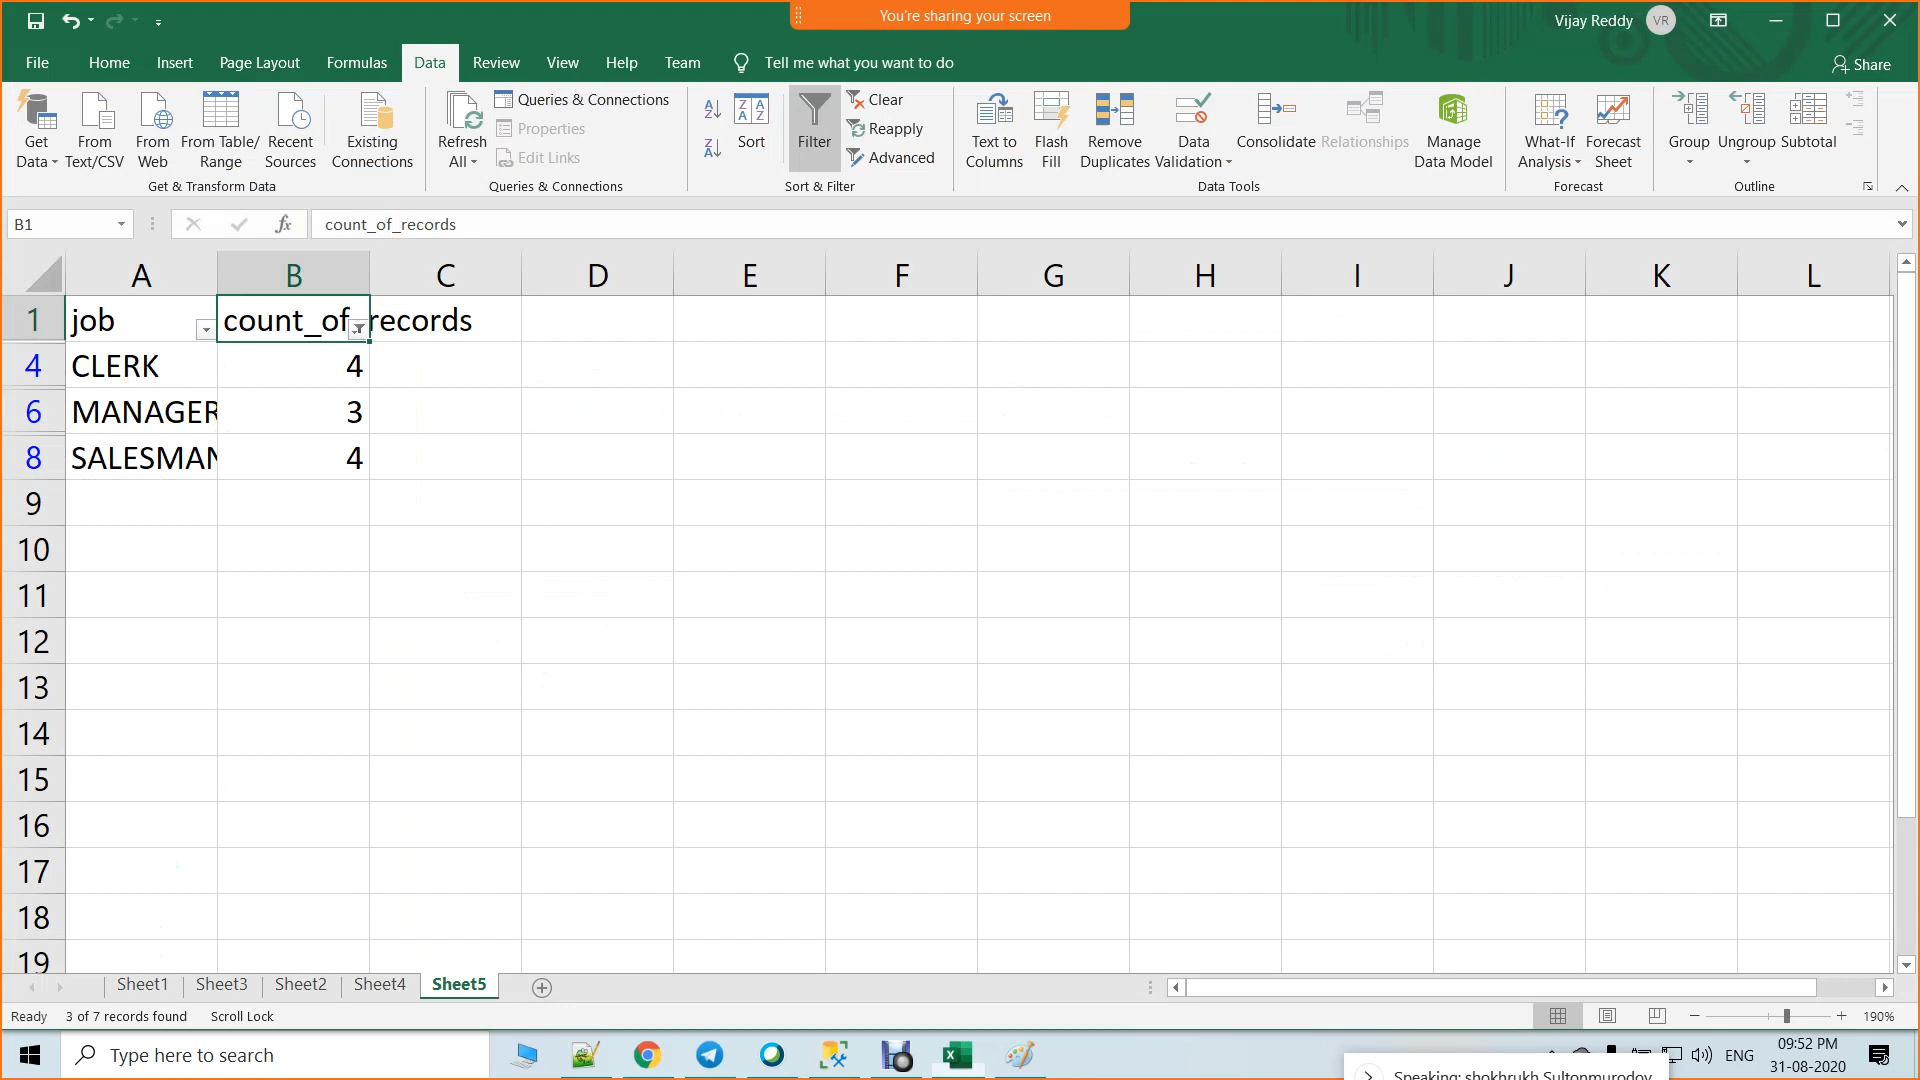 You're sharing your screen
Vijay Reddy VR
File Home Insert Page Layout Formulas Data Review View Help Team Tell me what you want to do Share
Get Data
From Text/CSV
From Web
From Table/ Range
Recent Sources
Existing Connections
Get & Transform Data
Refresh All
Queries & Connections
Properties
Edit Links
Queries & Connections
Sort
Filter
Clear
Reapply
Advanced
Sort & Filter
Text to Columns
Flash Fill
Remove Duplicates
Data Validation
Consolidate
Relationships
Manage Data Model
Data Tools
What-If Analysis
Forecast Sheet
Forecast
Group
Ungroup
Subtotal
Outline
B1 fx count_of_records
A B C D E F G H I J K L
1 job count_of_records
4 CLERK 4
6 MANAGER 3
8 SALESMAN 4
9
10
11
12
13
14
15
16
17
18
19
Sheet1 Sheet3 Sheet2 Sheet4 Sheet5
Ready 3 of 7 records found Scroll Lock 190%
Type here to search
ENG
09:52 PM
31-08-2020
Speaking: shokhrukh Sultonmurodov